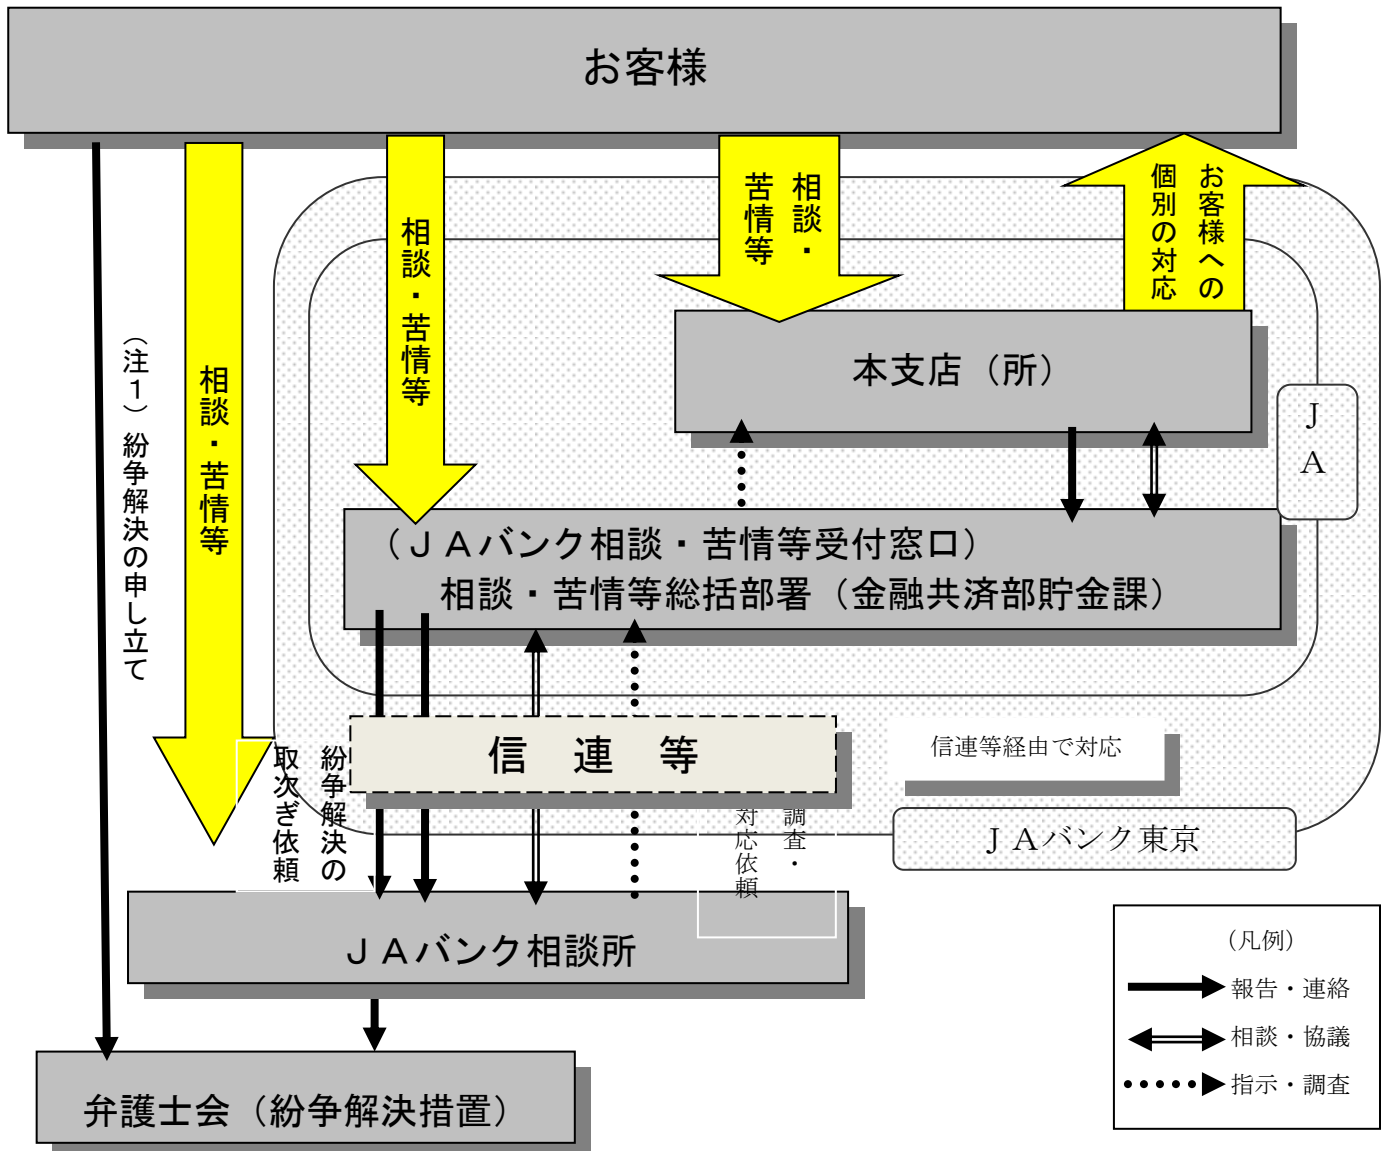 お客様
お客様への
個別の対応
相談・
苦情等
相談・苦情等
相談・苦情等
(注1)紛争解決の申し立て
本支店(所)
JA
(JAバンク相談・苦情等受付窓口)
相談・苦情等総括部署(金融共済部貯金課)
信連等
信連等経由で対応
紛争解決の
取次ぎ依頼
調査・
対応依頼
JAバンク東京
JAバンク相談所
弁護士会(紛争解決措置)
(凡例)
報告・連絡
相談・協議
指示・調査